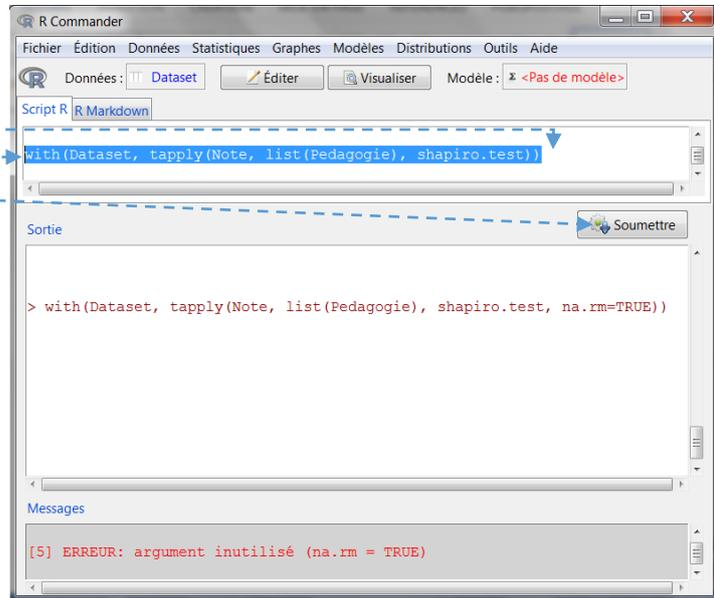 R Commander
Fichier Édition Données Statistiques Graphes Modèles Distributions Outils Aide
Données : Dataset Éditer Visualiser Modèle : Σ <Pas de modèle>
Script R R Markdown
with(Dataset, tapply(Note, list(Pedagogie), shapiro.test))
Soumettre
Sortie
> with(Dataset, tapply(Note, list(Pedagogie), shapiro.test, na.rm=TRUE))
Messages
[5] ERREUR: argument inutilisé (na.rm = TRUE)